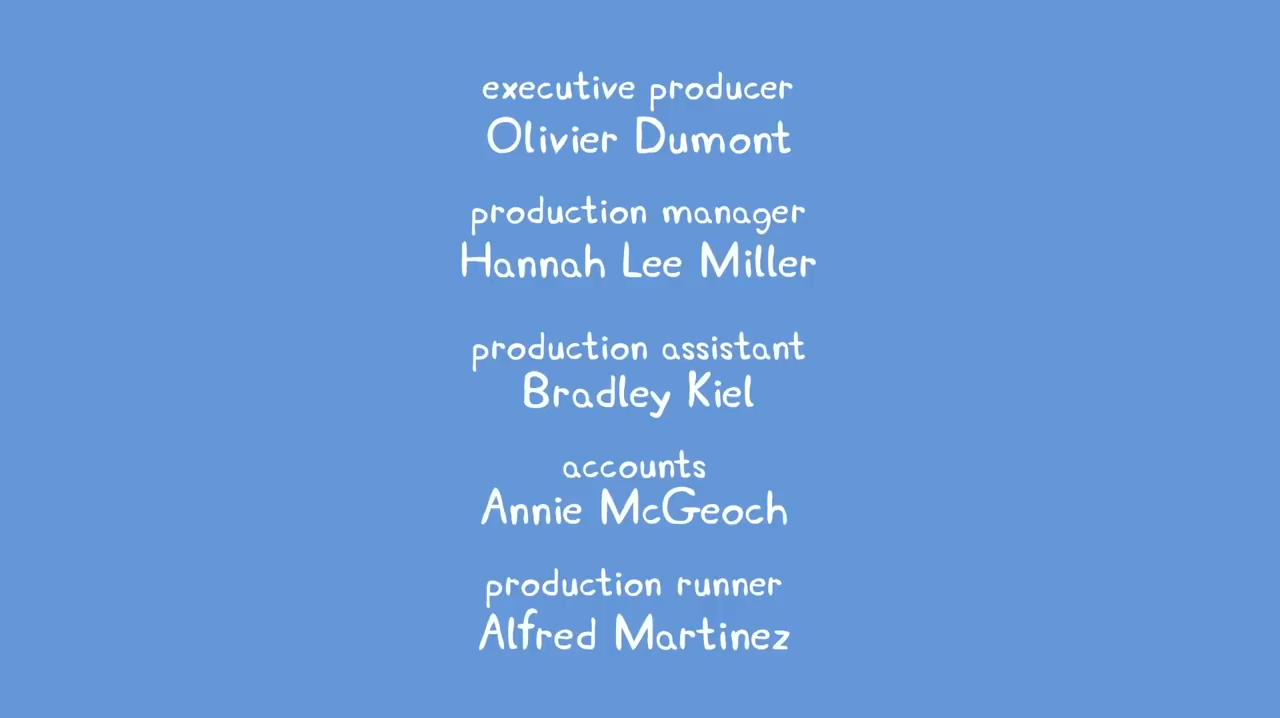 executive producer
Olivier Dumont
production manager
Hannah Lee Miller
production assistant
Bradley Kiel
accounts
Annie McGeoch
production runner
Alfred Martinez